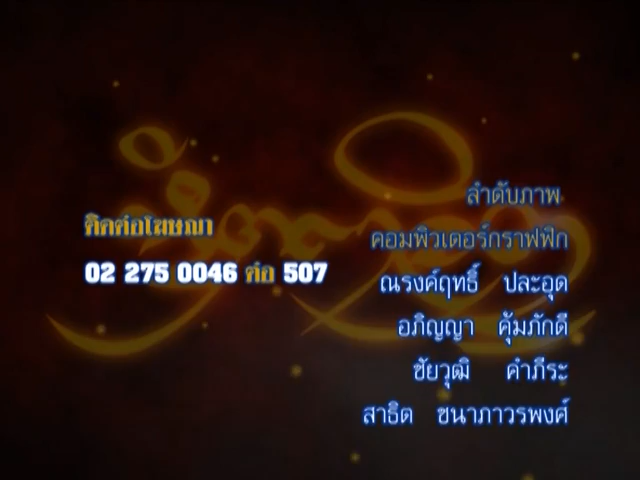 ติดต่อโฆษณา
02 275 0046 ต่อ 507
ลำดับภาพ
คอมพิวเตอร์กราฟฟิก
ณรงค์ฤทธิ์ ปละอุด
อภิญญา คุ้มภักดี
ชัยวุฒิ คำภีระ
สาธิต ชนาภาวรพงศ์